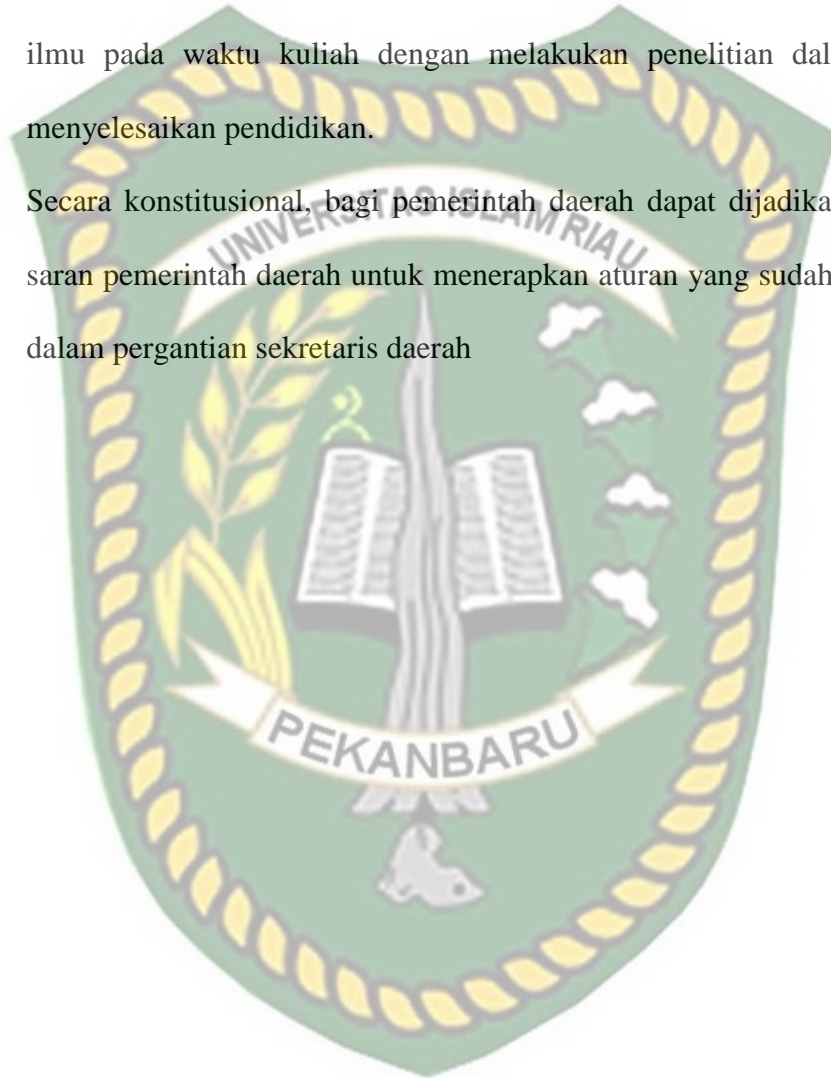 ilmu pada waktu kuliah dengan melakukan penelitian dal
menyelesaikan pendidikan.
Secara konstitusional, bagi pemerintah daerah dapat dijadika
saran pemerintah daerah untuk menerapkan aturan yang sudah
dalam pergantian sekretaris daerah
UNIVERSITAS ISLAM RIAU
PEKANBARU